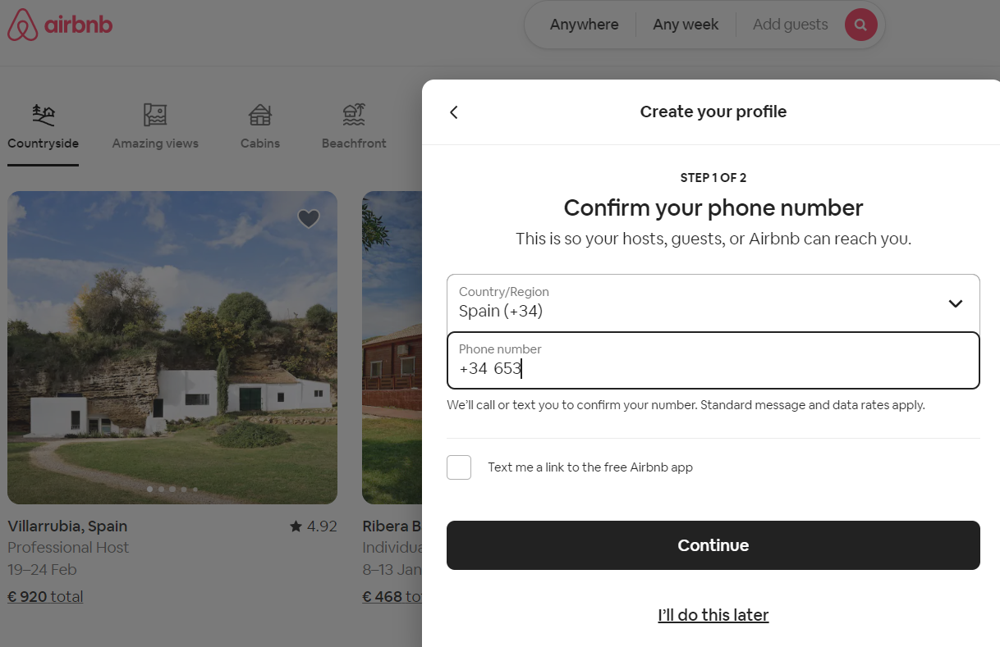 airbnb
Anywhere Any week Add guests
Countryside Amazing views Cabins Beachfront
Villarrubia, Spain 4.92
Professional Host
19–24 Feb
€ 920 total
Ribera B
Individua
8–13 Jan
€ 468 to
Create your profile
STEP 1 OF 2
Confirm your phone number
This is so your hosts, guests, or Airbnb can reach you.
Country/Region
Spain (+34)
Phone number
+34 653
We’ll call or text you to confirm your number. Standard message and data rates apply.
Text me a link to the free Airbnb app
Continue
I’ll do this later